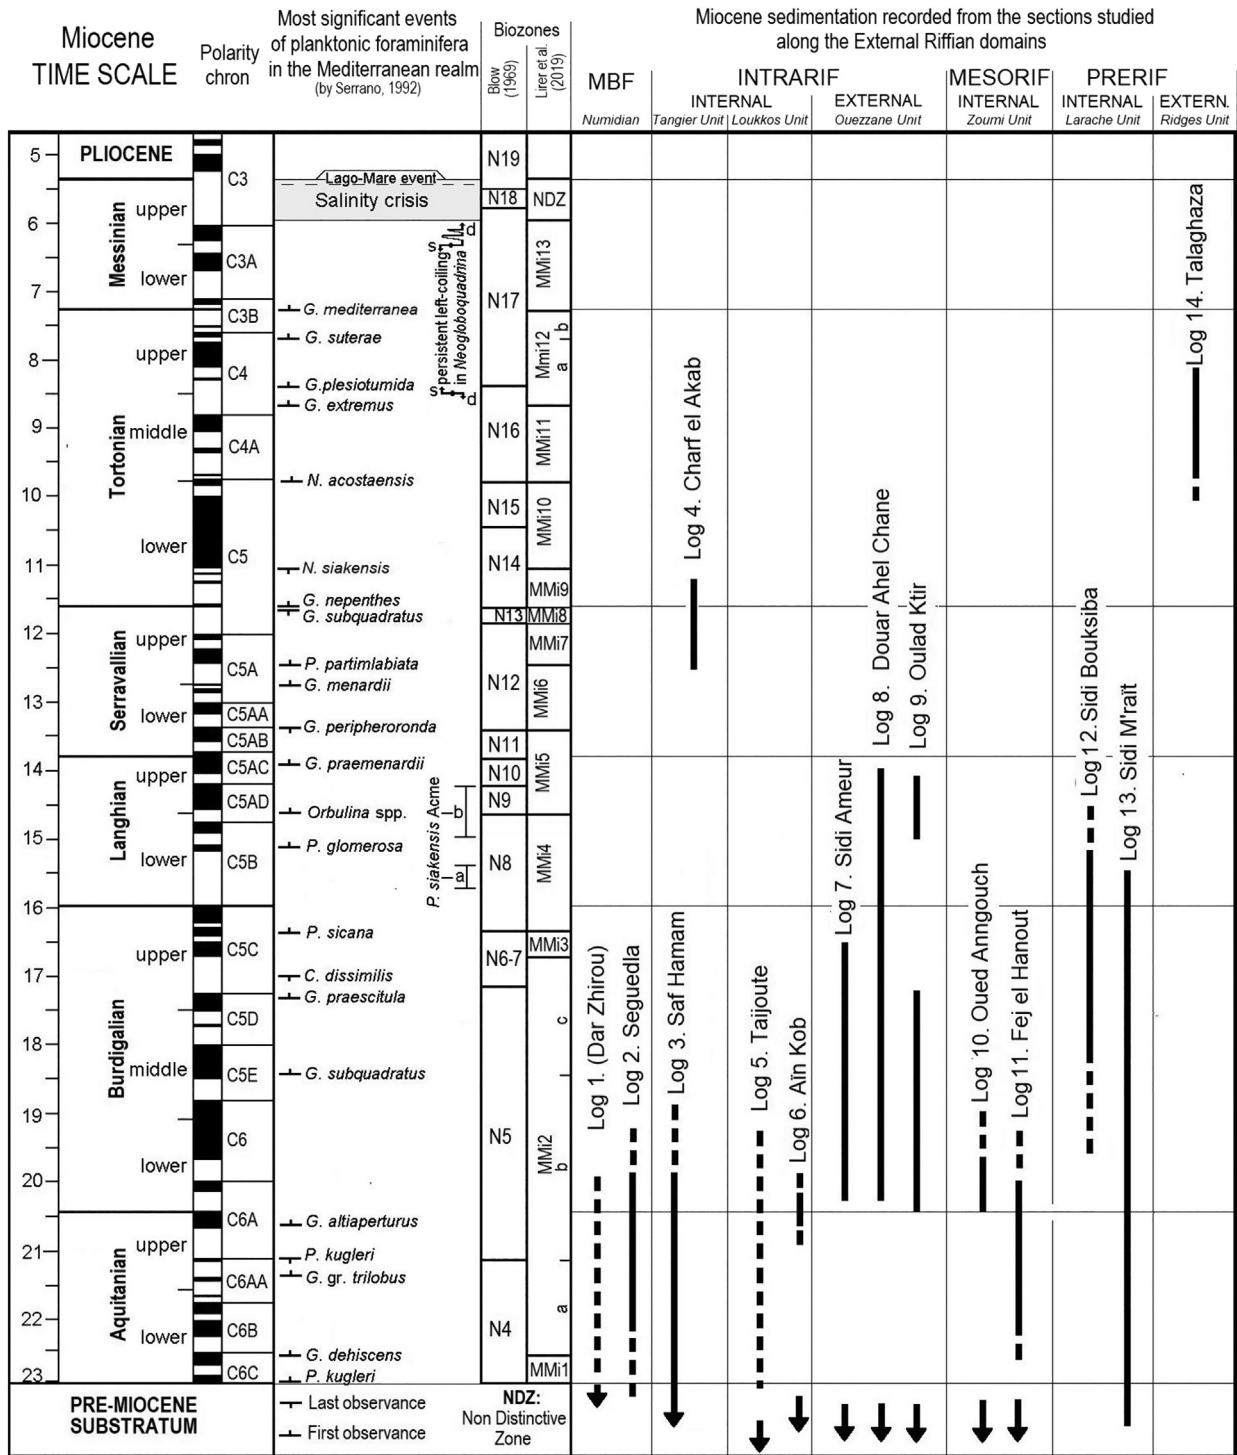 Miocene
TIME SCALE
Polarity
chron
Most significant events
of planktonic foraminifera
in the Mediterranean realm
(by Serrano, 1992)
Biozones
Blow
(1969)
Lirer et al.
(2019)
Miocene sedimentation recorded from the sections studied
along the External Riffian domains
MBF
INTRARIF
MESORIF
PRERIF
INTERNAL
EXTERNAL
INTERNAL
INTERNAL
EXTERN.
Numidian
Tangier Unit
Loukkos Unit
Ouezzane Unit
Zoumi Unit
Larache Unit
Ridges Unit
5
6
7
8
9
10
11
12
13
14
15
16
17
18
19
20
21
22
23
PLIOCENE
Messinian
upper
lower
Tortonian
upper
middle
lower
Serravallian
upper
lower
Langhian
upper
lower
Burdigalian
upper
middle
lower
Aquitanian
upper
lower
PRE-MIOCENE
SUBSTRATUM
C3
C3A
C3B
C4
C4A
C5
C5A
C5AA
C5AB
C5AC
C5AD
C5B
C5C
C5D
C5E
C6
C6A
C6AA
C6B
C6C
Lago-Mare event
Salinity crisis
s
d
persistent left-coiling
in Neogloboquadrina
s
d
G. mediterranea
G. suterae
G.plesiotumida
G. extremus
N. acostaensis
N. siakensis
G. nepenthes
G. subquadratus
P. partimlabiata
G. menardii
G. peripheroronda
G. praemenardii
Orbulina spp.
P. glomerosa
P. siakensis Acme
b
a
P. sicana
C. dissimilis
G. praescitula
G. subquadratus
G. altiaperturus
P. kugleri
G. gr. trilobus
G. dehiscens
P. kugleri
Last observance
First observance
N19
N18
N17
N16
N15
N14
N13
N12
N11
N10
N9
N8
N6-7
N5
N4
NDZ
MMi13
Mmi12
b
a
MMi11
MMi10
MMi9
MMi8
MMi7
MMi6
MMi5
MMi4
MMi3
c
MMi2
b
a
MMi1
NDZ:
Non Distinctive
Zone
Log 1. (Dar Zhirou)
Log 2. Seguedla
Log 3. Saf Hamam
Log 4. Charf el Akab
Log 5. Taijoute
Log 6. Aïn Kob
Log 7. Sidi Ameur
Log 8. Douar Ahel Chane
Log 9. Oulad Ktir
Log 10. Oued Anngouch
Log 11. Fej el Hanout
Log 12. Sidi Bouksiba
Log 13. Sidi M'raït
Log 14. Talaghaza